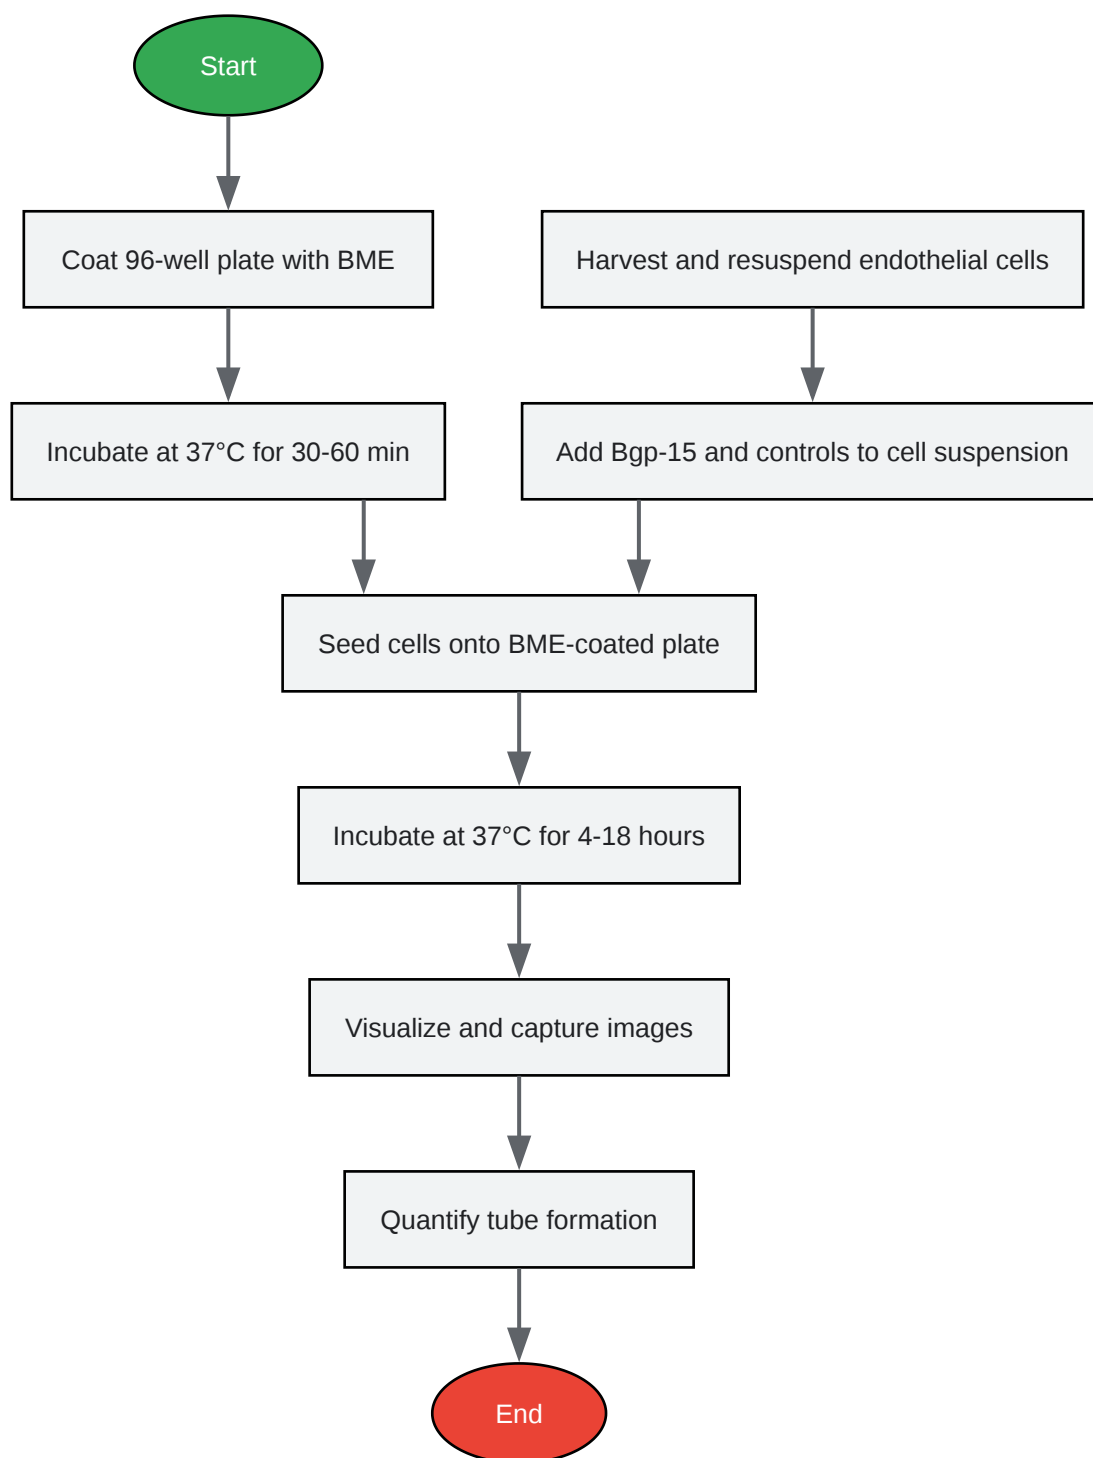 Start
Coat 96-well plate with BME
Harvest and resuspend endothelial cells
Incubate at 37°C for 30-60 min
Add Bgp-15 and controls to cell suspension
Seed cells onto BME-coated plate
Incubate at 37°C for 4-18 hours
Visualize and capture images
Quantify tube formation
End